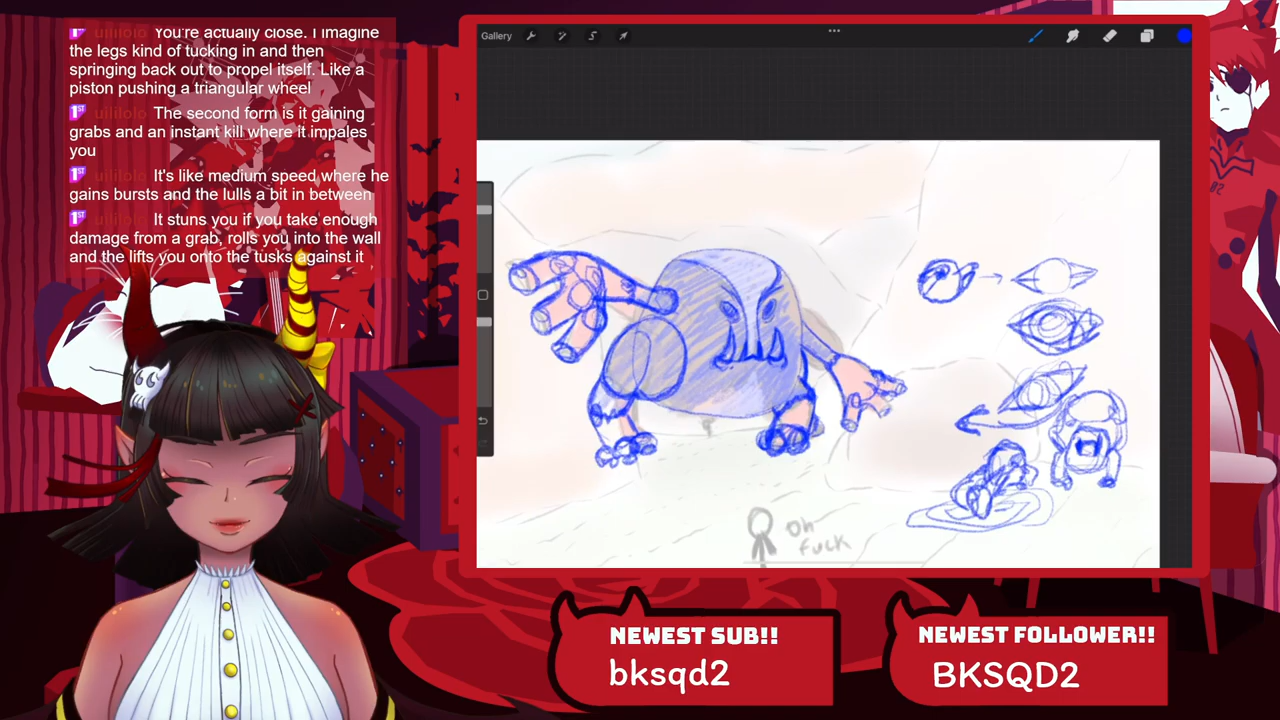 You're actually close. I imagine
the legs kind of tucking in and then
springing back out to propel itself. Like a
piston pushing a triangular wheel
1ST The second form is it gaining
grabs and an instant kill where it impales
you
1ST It's like medium speed where he
gains bursts and the lulls a bit in between
1ST It stuns you if you take enough
damage from a grab, rolls you into the wall
and the lifts you onto the tusks against it
Gallery
Oh
fuck
NEWEST SUB!!
bksqd2
NEWEST FOLLOWER!!
BKSQD2